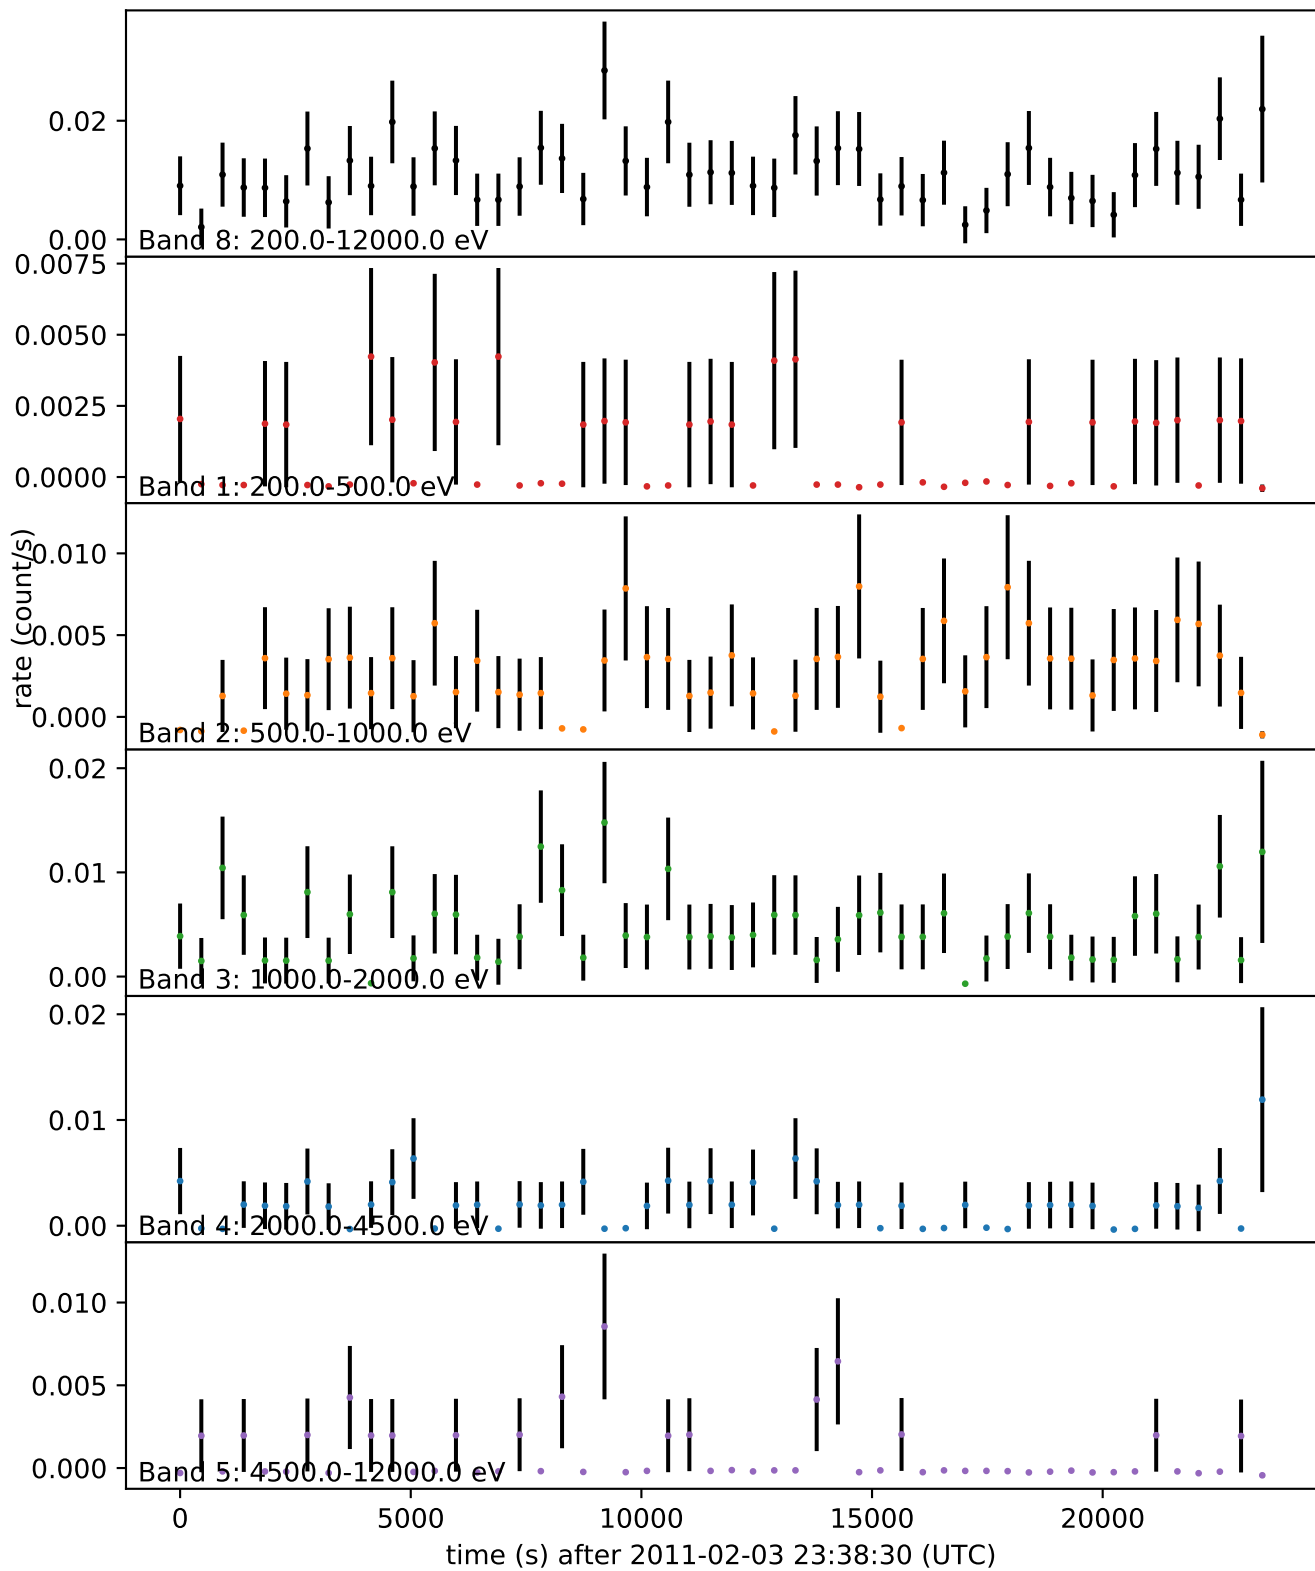 0.02
0.00
Band 8: 200.0-12000.0 eV
0.0075
0.0050
0.0025
0.0000
Band 1: 200.0-500.0 eV
rate (count/s)
0.010
0.005
0.000
Band 2: 500.0-1000.0 eV
0.02
0.01
0.00
Band 3: 1000.0-2000.0 eV
0.02
0.01
0.00
Band 4: 2000.0-4500.0 eV
0.010
0.005
0.000
Band 5: 4500.0-12000.0 eV
0 5000 10000 15000 20000
time (s) after 2011-02-03 23:38:30 (UTC)